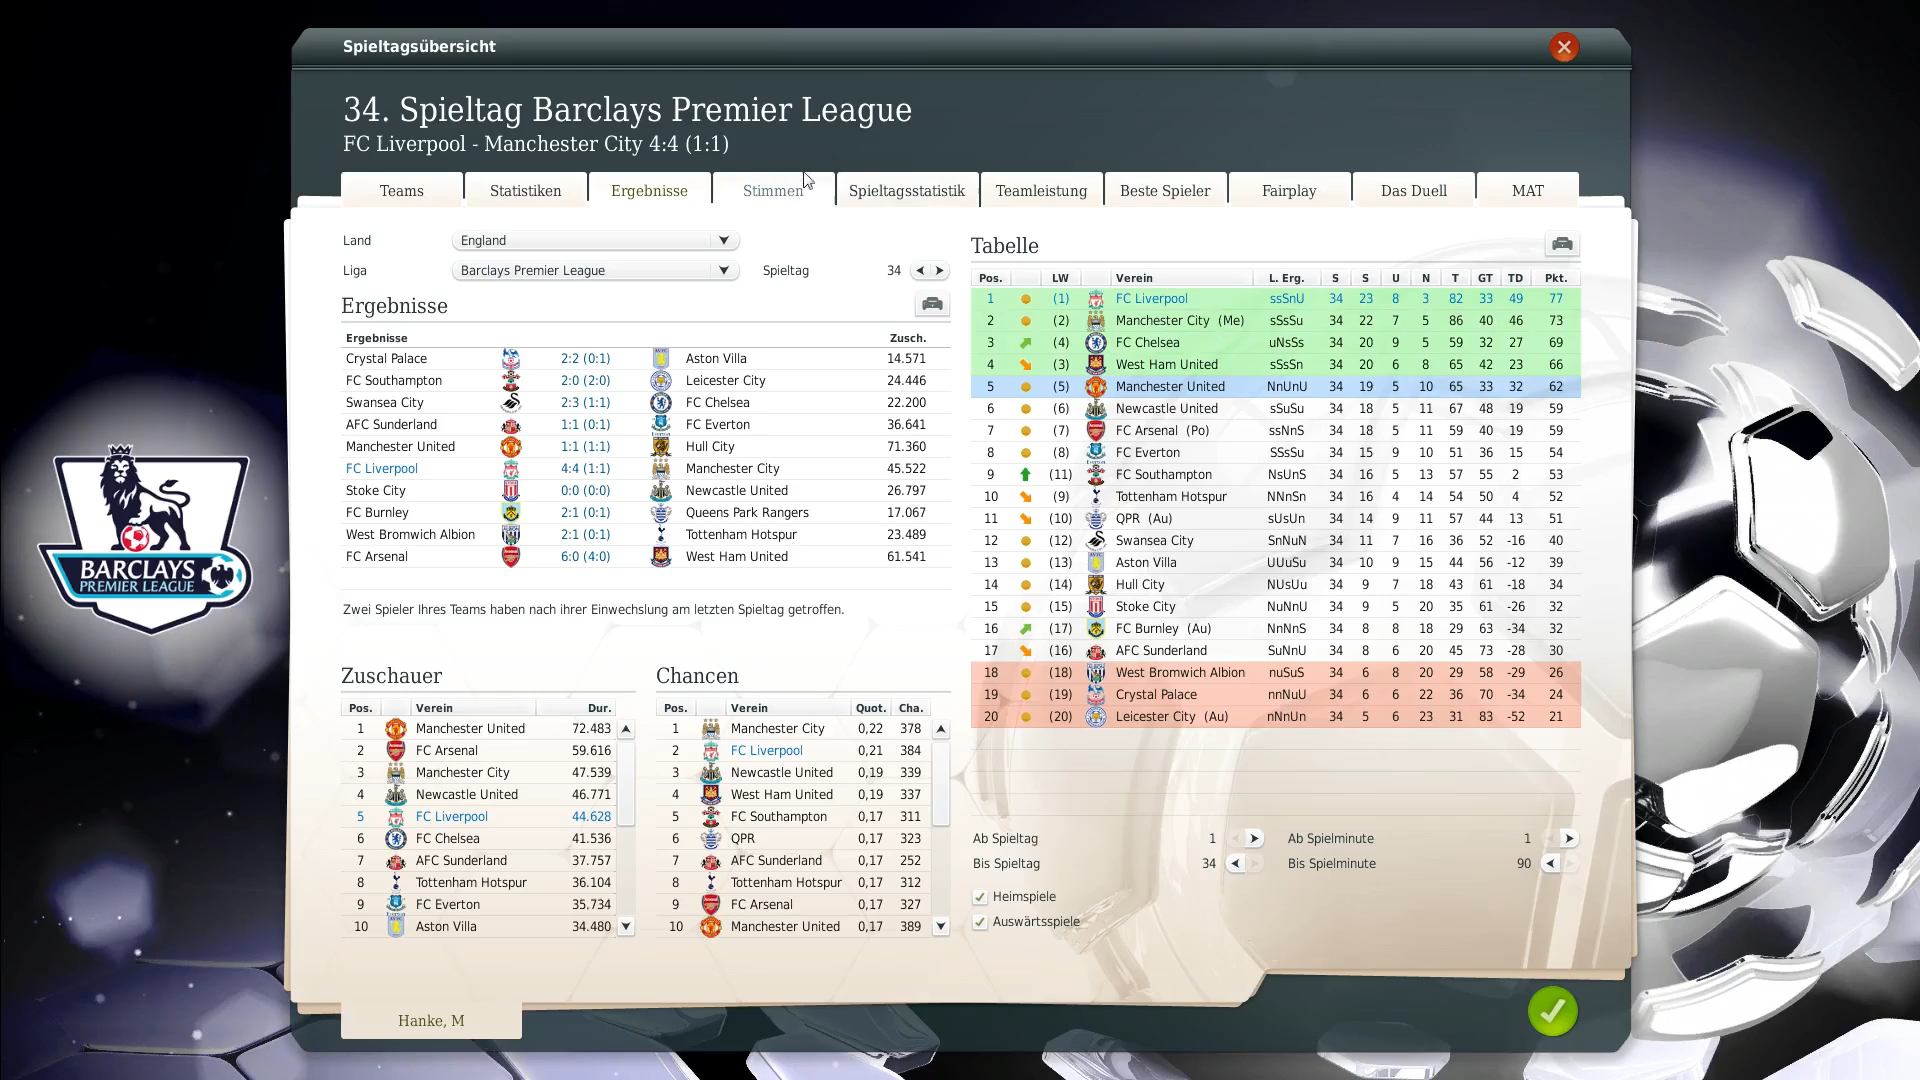 Spieltagsübersicht
34. Spieltag Barclays Premier League
FC Liverpool - Manchester City 4:4 (1:1)
Teams Statistiken Ergebnisse Stimmen Spieltagsstatistik Teamleistung Beste Spieler Fairplay Das Duell MAT
Land England
Liga Barclays Premier League Spieltag 34
Ergebnisse
Ergebnisse Zusch.
Crystal Palace 2:2 (0:1) Aston Villa 14.571
FC Southampton 2:0 (2:0) Leicester City 24.446
Swansea City 2:3 (1:1) FC Chelsea 22.200
AFC Sunderland 1:1 (0:1) FC Everton 36.641
Manchester United 1:1 (1:1) Hull City 71.360
FC Liverpool 4:4 (1:1) Manchester City 45.522
Stoke City 0:0 (0:0) Newcastle United 26.797
FC Burnley 2:1 (0:1) Queens Park Rangers 17.067
West Bromwich Albion 2:1 (0:1) Tottenham Hotspur 23.489
FC Arsenal 6:0 (4:0) West Ham United 61.541
Zwei Spieler Ihres Teams haben nach ihrer Einwechslung am letzten Spieltag getroffen.
Zuschauer
Pos. Verein Dur.
1 Manchester United 72.483
2 FC Arsenal 59.616
3 Manchester City 47.539
4 Newcastle United 46.771
5 FC Liverpool 44.628
6 FC Chelsea 41.536
7 AFC Sunderland 37.757
8 Tottenham Hotspur 36.104
9 FC Everton 35.734
10 Aston Villa 34.480
Chancen
Pos. Verein Quot. Cha.
1 Manchester City 0,22 378
2 FC Liverpool 0,21 384
3 Newcastle United 0,19 339
4 West Ham United 0,19 337
5 FC Southampton 0,17 311
6 QPR 0,17 323
7 AFC Sunderland 0,17 252
8 Tottenham Hotspur 0,17 312
9 FC Arsenal 0,17 327
10 Manchester United 0,17 389
Tabelle
Pos. LW Verein L. Erg. S S U N T GT TD Pkt.
1 (1) FC Liverpool ssSnU 34 23 8 3 82 33 49 77
2 (2) Manchester City (Me) sSsSu 34 22 7 5 86 40 46 73
3 (4) FC Chelsea uNsSs 34 20 9 5 59 32 27 69
4 (3) West Ham United sSsSn 34 20 6 8 65 42 23 66
5 (5) Manchester United NnUnU 34 19 5 10 65 33 32 62
6 (6) Newcastle United sSuSu 34 18 5 11 67 48 19 59
7 (7) FC Arsenal (Po) ssNnS 34 18 5 11 59 40 19 59
8 (8) FC Everton SSsSu 34 15 9 10 51 36 15 54
9 (11) FC Southampton NsUnS 34 16 5 13 57 55 2 53
10 (9) Tottenham Hotspur NNnSn 34 16 4 14 54 50 4 52
11 (10) QPR (Au) sUsUn 34 14 9 11 57 44 13 51
12 (12) Swansea City SnNuN 34 11 7 16 36 52 -16 40
13 (13) Aston Villa UUuSu 34 10 9 15 44 56 -12 39
14 (14) Hull City NUsUu 34 9 7 18 43 61 -18 34
15 (15) Stoke City NuNnU 34 9 5 20 35 61 -26 32
16 (17) FC Burnley (Au) NnNnS 34 8 8 18 29 63 -34 32
17 (16) AFC Sunderland SuNnU 34 8 6 20 45 73 -28 30
18 (18) West Bromwich Albion nuSuS 34 6 8 20 29 58 -29 26
19 (19) Crystal Palace nnNuU 34 6 6 22 36 70 -34 24
20 (20) Leicester City (Au) nNnUn 34 5 6 23 31 83 -52 21
Ab Spieltag 1 Ab Spielminute 1
Bis Spieltag 34 Bis Spielminute 90
Heimspiele
Auswärtsspiele
Hanke, M
BARCLAYS
PREMIER LEAGUE